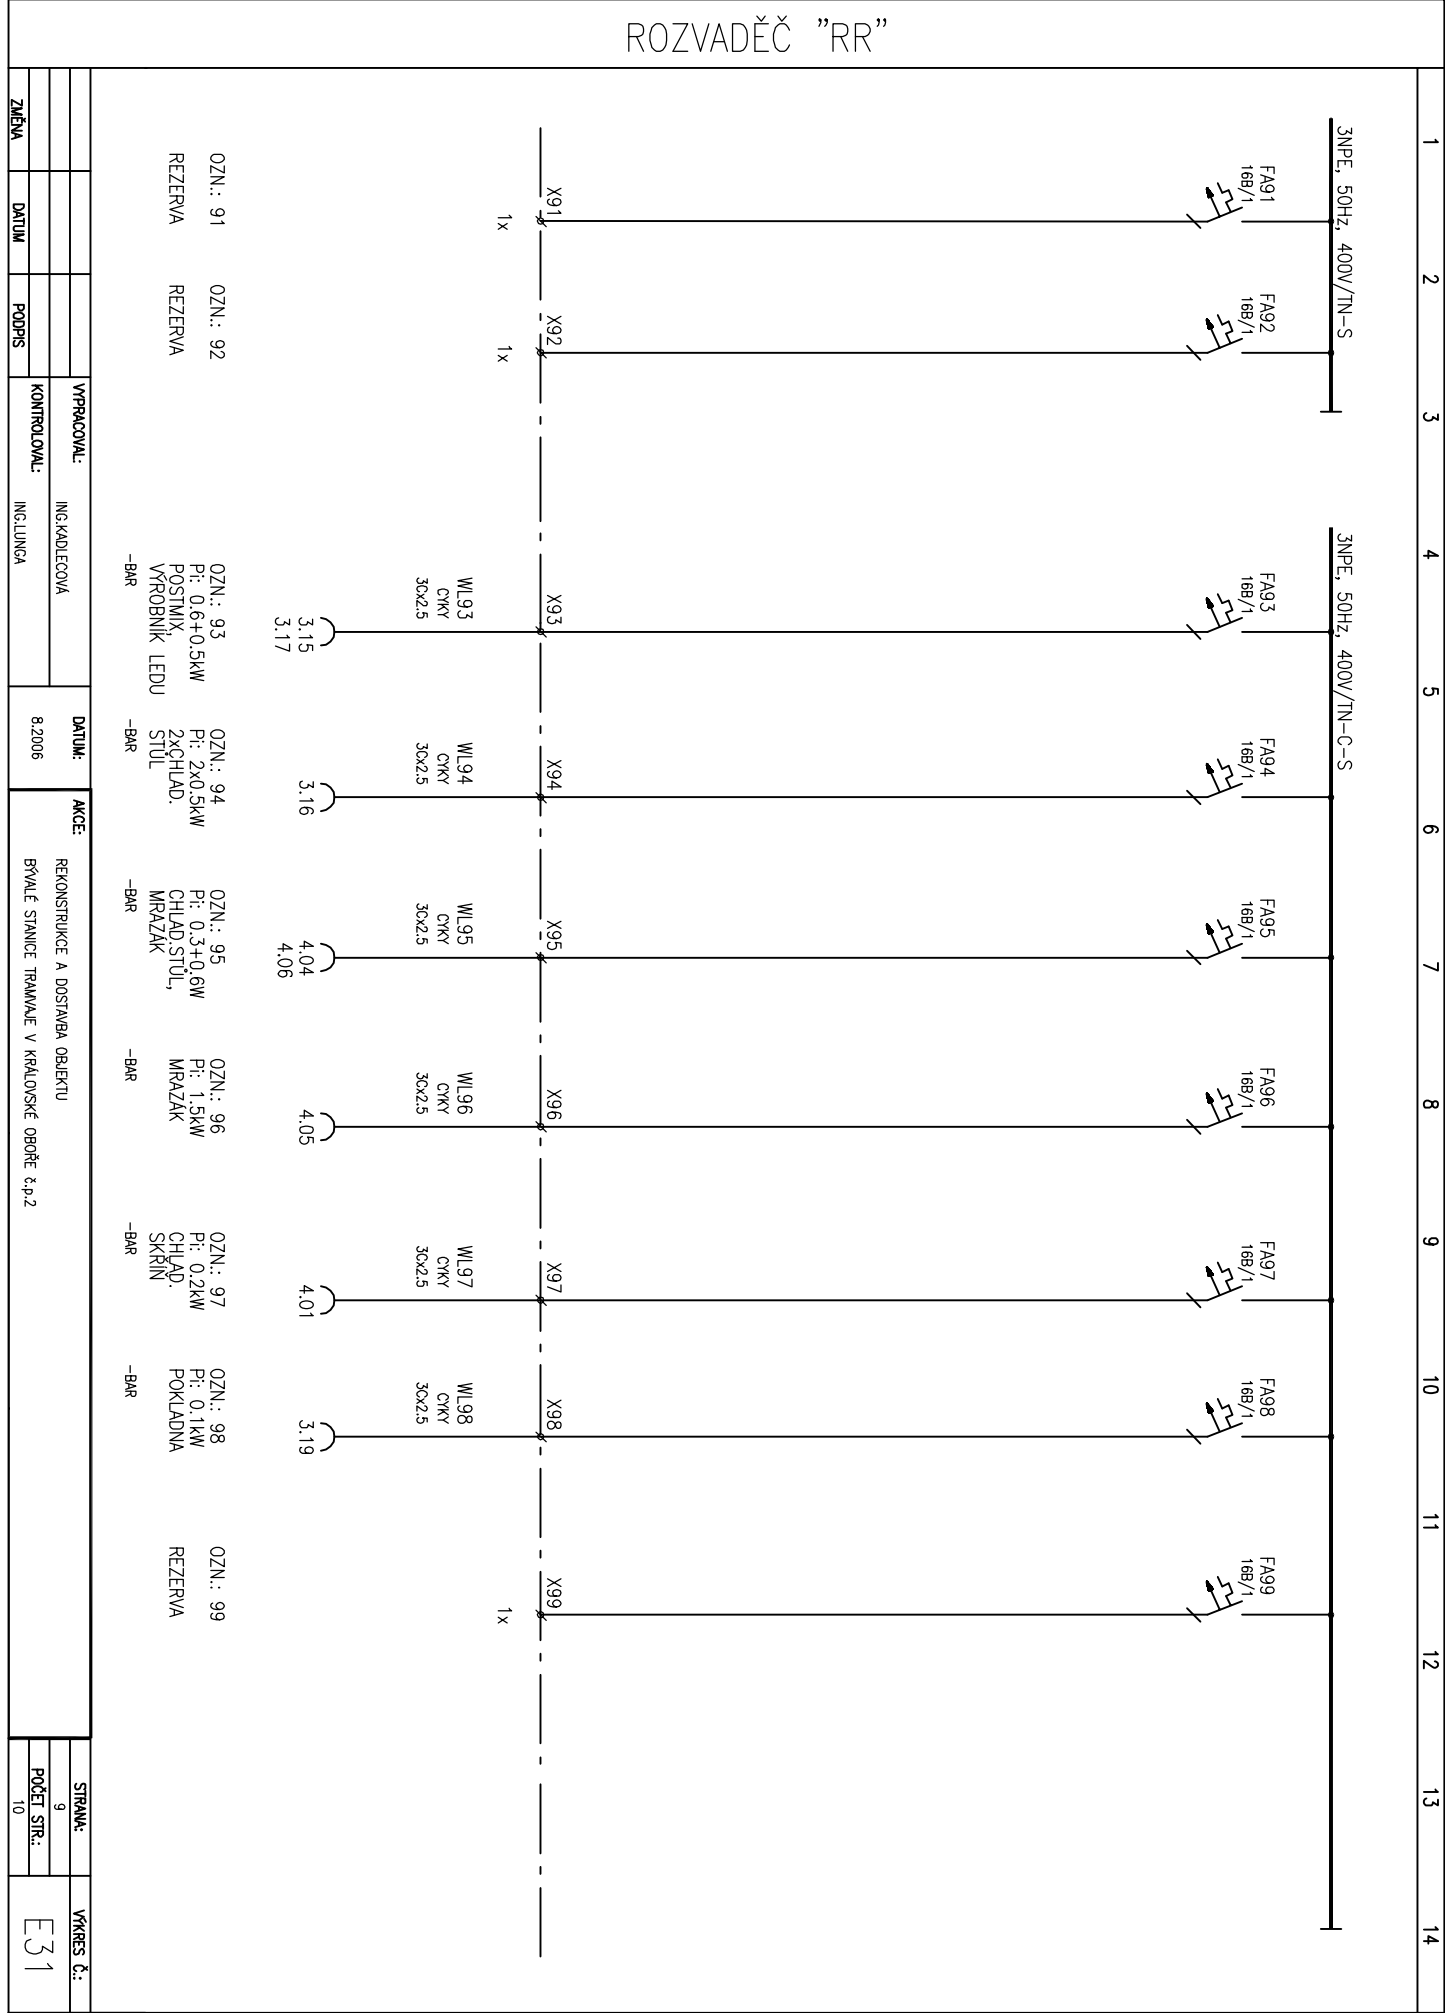 ROZVADĚČ "RR"
1
2
3
4
5
6
7
8
9
10
11
12
13
14
3NPE, 50Hz, 400V/TN-S
3NPE, 50Hz, 400V/TN-C-S
FA91
16B/1
FA92
16B/1
FA93
16B/1
FA94
16B/1
FA95
16B/1
FA96
16B/1
FA97
16B/1
FA98
16B/1
FA99
16B/1
X91
X92
X93
X94
X95
X96
X97
X98
X99
1x
1x
1x
WL93
CYKY
3Cx2.5
WL94
CYKY
3Cx2.5
WL95
CYKY
3Cx2.5
WL96
CYKY
3Cx2.5
WL97
CYKY
3Cx2.5
WL98
CYKY
3Cx2.5
3.15
3.17
3.16
4.04
4.06
4.05
4.01
3.19
OZN.: 91
REZERVA
OZN.: 92
REZERVA
OZN.: 93
Pi: 0.6+0.5kW
POSTMIX,
VÝROBNÍK LEDU
-BAR
OZN.: 94
Pi: 2x0.5kW
2xCHLAD.
STŮL
-BAR
OZN.: 95
Pi: 0.3+0.6W
CHLAD.STŮL,
MRAZÁK
-BAR
OZN.: 96
Pi: 1.5kW
MRAZÁK
-BAR
OZN.: 97
Pi: 0.2kW
CHLAD.
SKŘÍŇ
-BAR
OZN.: 98
Pi: 0.1kW
POKLADNA
-BAR
OZN.: 99
REZERVA
ZMĚNA
DATUM
PODPIS
VYPRACOVAL:
ING.KADLECOVÁ
KONTROLOVAL:
ING.LUNGA
DATUM:
8.2006
AKCE:
REKONSTRUKCE A DOSTAVBA OBJEKTU
BÝVALÉ STANICE TRAMVAJE V KRÁLOVSKÉ OBOŘE č.p.2
STRANA:
9
POČET STR.:
10
VÝKRES Č.:
E31